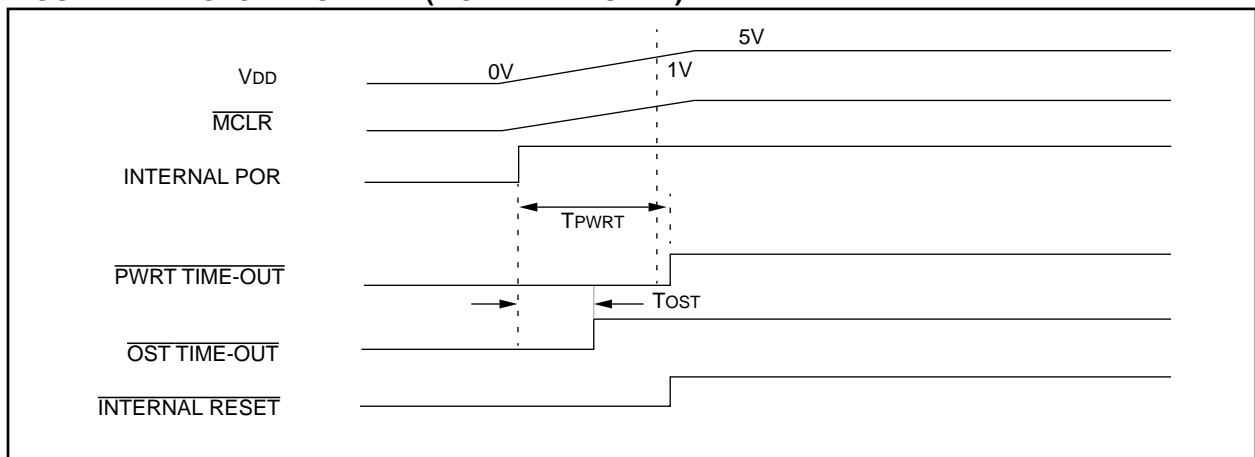 5V
VDD 0V 1V
MCLR
INTERNAL POR
TPWRT
PWRT TIME-OUT
TOST
OST TIME-OUT
INTERNAL RESET